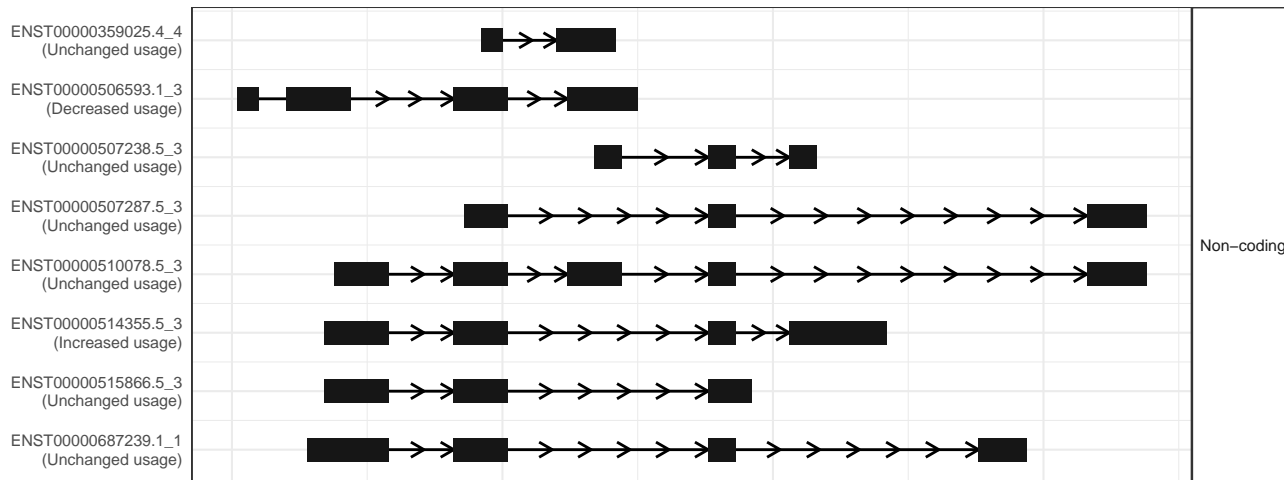 ENST00000359025.4_4
(Unchanged usage)
ENST00000506593.1_3
(Decreased usage)
ENST00000507238.5_3
(Unchanged usage)
ENST00000507287.5_3
(Unchanged usage)
ENST00000510078.5_3
(Unchanged usage)
Non−coding
ENST00000514355.5_3
(Increased usage)
ENST00000515866.5_3
(Unchanged usage)
ENST00000687239.1_1
(Unchanged usage)